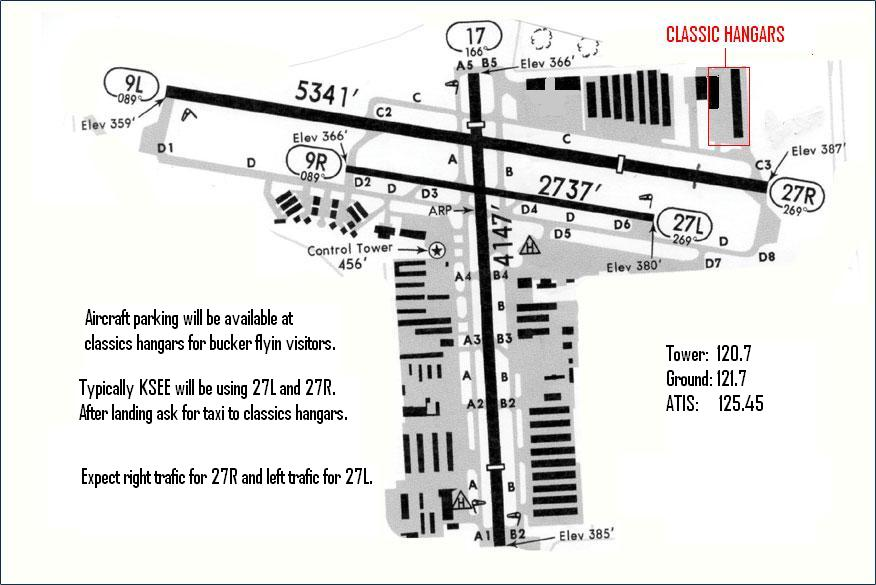 CLASSIC HANGARS
17
166°
A5 B5
Elev 366'
9L
089°
5341'
C
C2
Elev 359'
Elev 366'
C
A
B
D1
D
9R
089°
D2
D
D3
2737'
C3
Elev 387'
27R
269°
ARP
4147'
D4
D
D5
D6
27L
269°
D
D7
D8
H
Control Tower
456'
Elev 380'
A4
B4
B
A3
B3
A
B
A2
B2
A
B
H
A1
B2
Elev 385'
Aircraft parking will be available at
classics hangars for bucker flyin visitors.
Typically KSEE will be using 27L and 27R.
After landing ask for taxi to classics hangars.
Expect right trafic for 27R and left trafic for 27L.
Tower: 120.7
Ground: 121.7
ATIS: 125.45